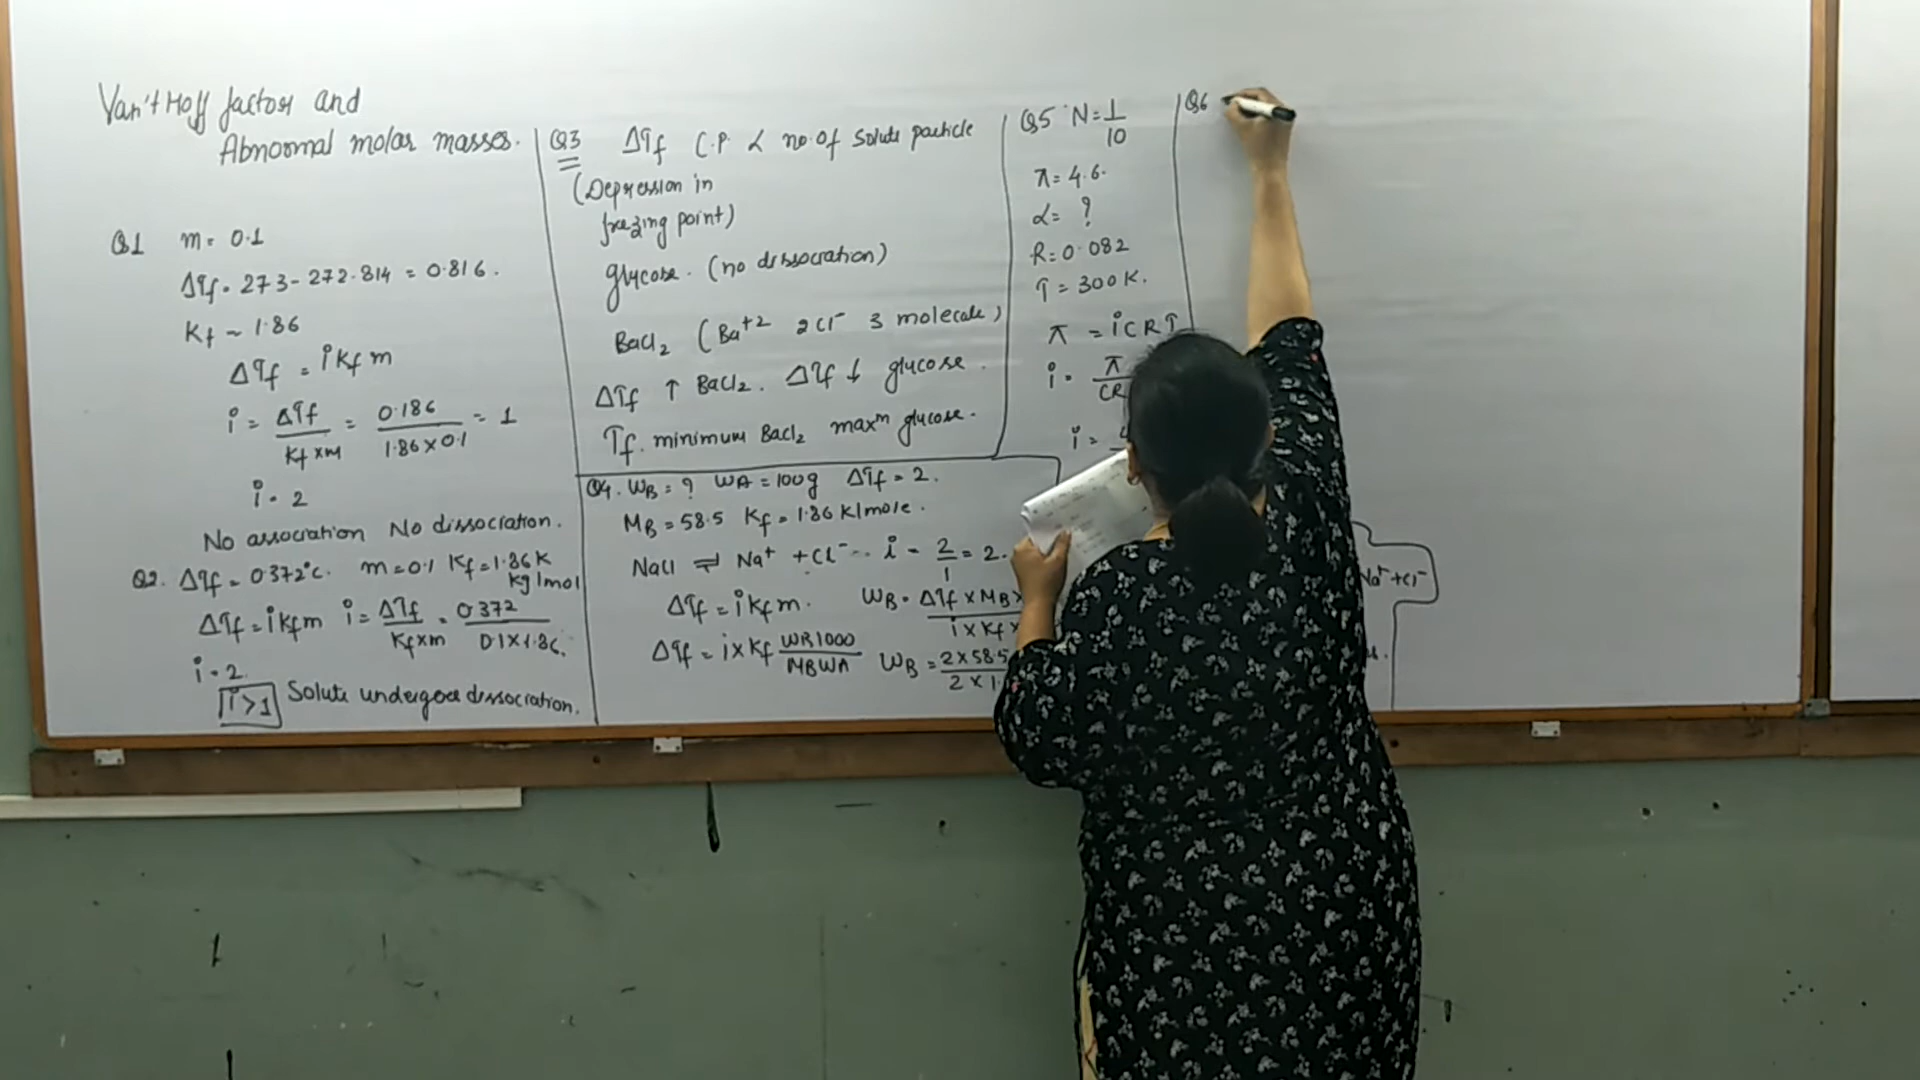 Van't Hoff factor and
Abnormal molar masses.
Q1 m = 0.1
ΔTf = 273 - 272.814 = 0.816.
Kf - 1.86
ΔTf = i Kf m
i = ΔTf / Kf × m = 0.186 / 1.86 × 0.1 = 1
i = 2
No association No dissociation.
Q2. ΔTf = 0.372°C. m = 0.1 Kf = 1.86 K kg/mol
ΔTf = i Kf m i = ΔTf / Kf × m = 0.372 / 0.1 × 1.86.
i = 2.
i > 1 Solute undergoes dissociation.
Q3 ΔTf C.P. α no. of solute particle
(Depression in
freezing point)
glycose. (no dissociation)
BaCl2 (Ba+2 2Cl- 3 molecule)
ΔTf ↑ BaCl2. ΔTf ↓ glucose.
Tf. minimum BaCl2 maxm glucose.
Q4. WB = ? WA = 100g ΔTf = 2.
MB = 58.5 Kf = 1.86 K/mole.
NaCl ⇌ Na+ + Cl- i = 2/1 = 2.
ΔTf = i Kf m. WB = ΔTf × MB × / i × Kf ×
ΔTf = i × Kf WB 1000 / MB WA WB = 2 × 58.5 / 2 × 1.
Q5 N = 1/10
π = 4.6.
α = ?
R = 0.082
T = 300 K.
π = i C R T
i = π / CR
i =
Na+ + Cl-
Q6